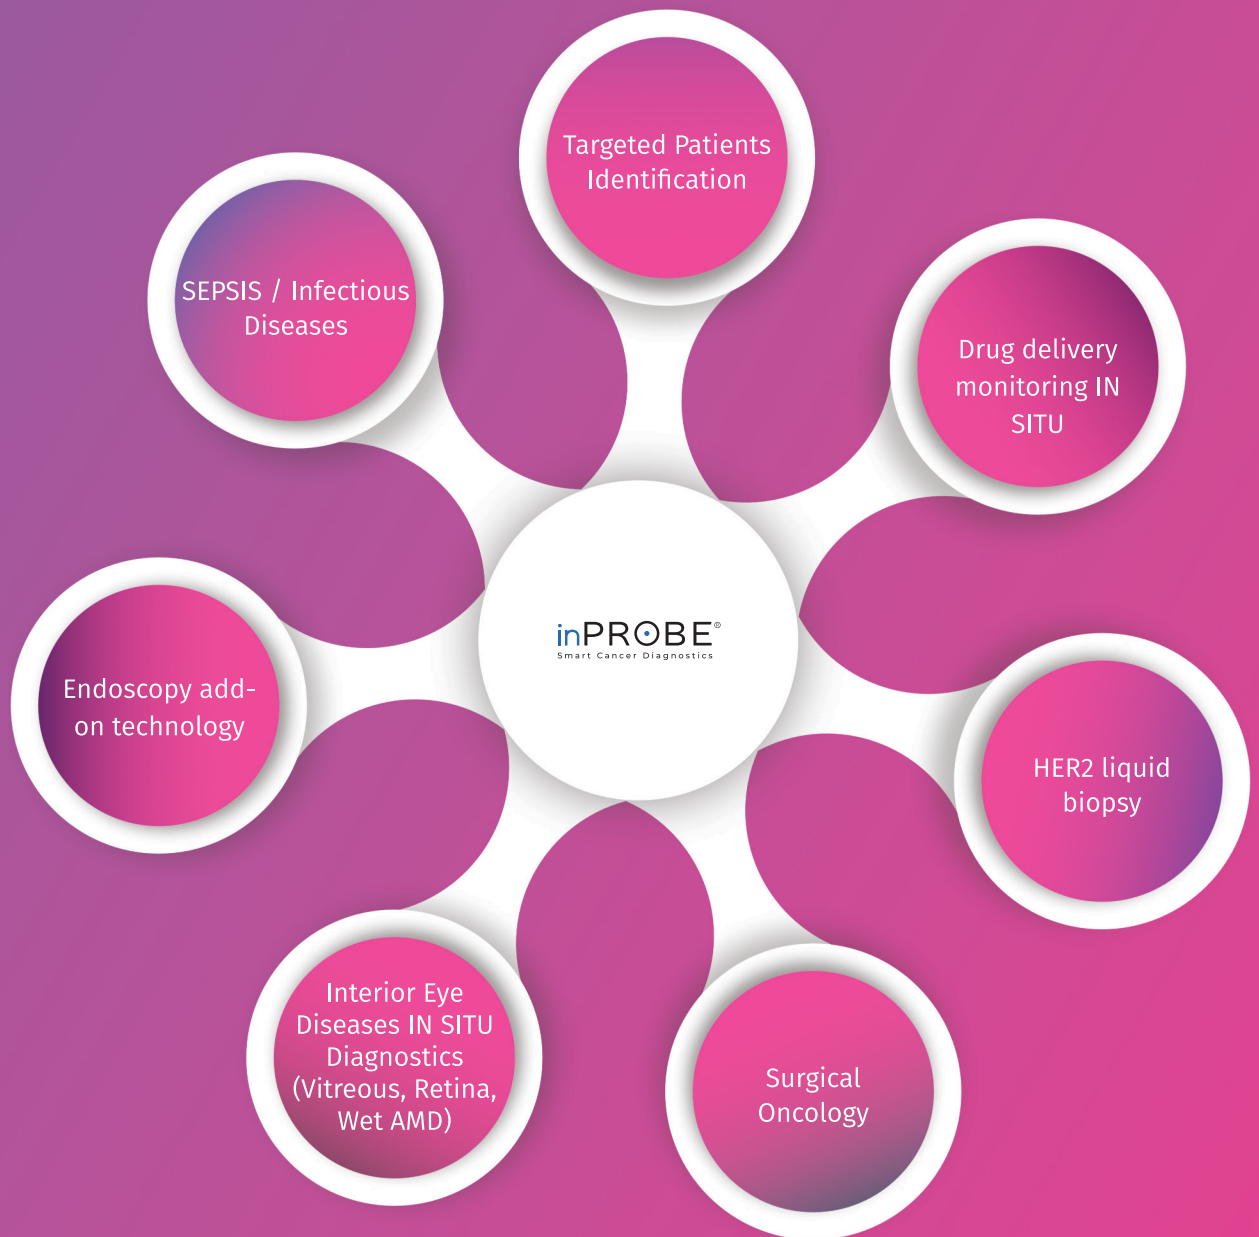 Targeted Patients
Identification
SEPSIS / Infectious
Diseases
Drug delivery
monitoring IN
SITU
inPROBE®
Smart Cancer Diagnostics
Endoscopy add-
on technology
HER2 liquid
biopsy
Interior Eye
Diseases IN SITU
Diagnostics
(Vitreous, Retina,
Wet AMD)
Surgical
Oncology